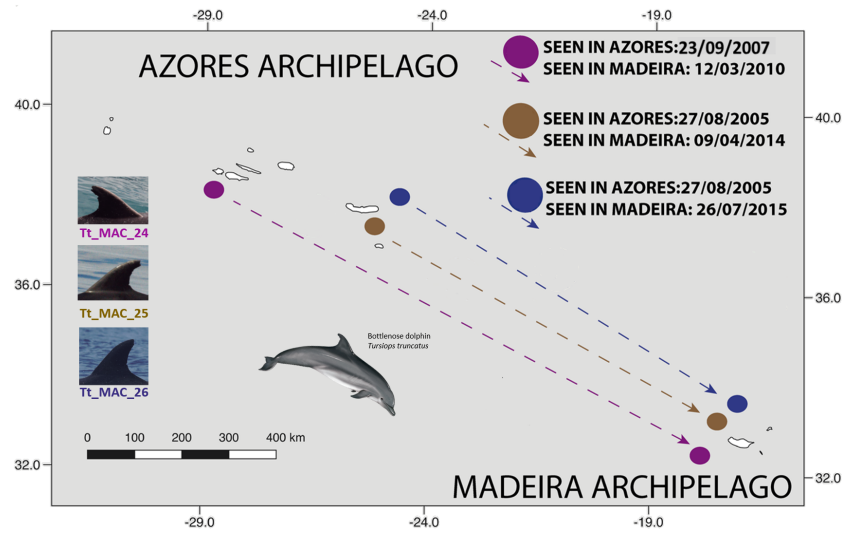 -29.0
-24.0
-19.0
AZORES ARCHIPELAGO
SEEN IN AZORES:23/09/2007
SEEN IN MADEIRA: 12/03/2010
40.0
40.0
SEEN IN AZORES:27/08/2005
SEEN IN MADEIRA: 09/04/2014
SEEN IN AZORES:27/08/2005
SEEN IN MADEIRA: 26/07/2015
Tt_MAC_24
36.0
36.0
Tt_MAC_25
Bottlenose dolphin
Tursiops truncatus
Tt_MAC_26
0 100 200 300 400 km
32.0
32.0
MADEIRA ARCHIPELAGO
-29.0
-24.0
-19.0